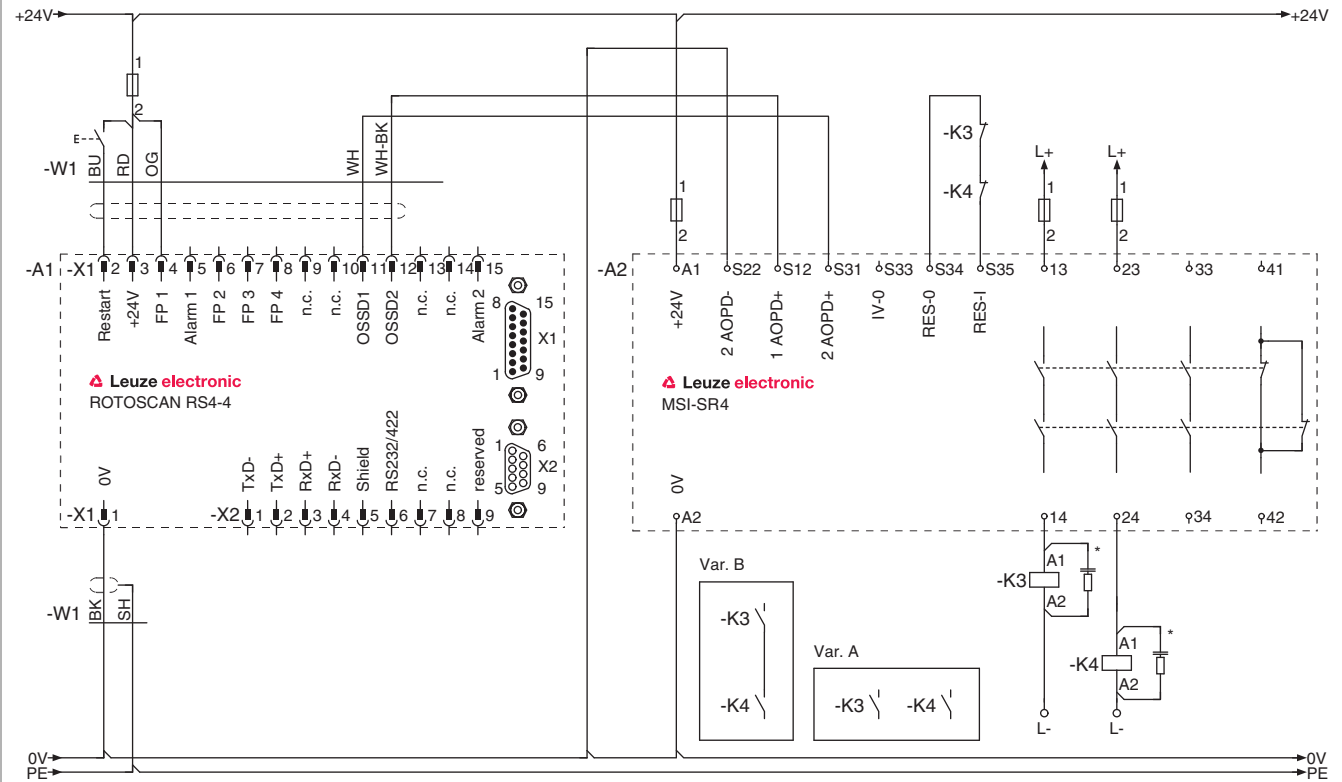 +24V +24V
1
2
E
-W1 BU RD OG WH WH-BK
-K3
-K4
L+ L+
1 1 1
2 2 2
-A1 -X1 2 3 4 5 6 7 8 9 10 11 12 13 14 15
Restart +24V FP 1 Alarm 1 FP 2 FP 3 FP 4 n.c. n.c. OSSD1 OSSD2 n.c. n.c. Alarm 2
8 15
X1
1 9
Leuze electronic
ROTOSCAN RS4-4
1 6
X2
5 9
0V TxD- TxD+ RxD+ RxD- Shield RS232/422 n.c. n.c. reserved
-X1 1 -X2 1 2 3 4 5 6 7 8 9
-W1 BK SH
-A2 A1 S22 S12 S31 S33 S34 S35 13 23 33 41
+24V 2 AOPD- 1 AOPD+ 2 AOPD+ IV-0 RES-0 RES-I
Leuze electronic
MSI-SR4
0V
A2 14 24 34 42
Var. B
-K3
-K4
Var. A
-K3 -K4
-K3 A1 *
A2
-K4 A1 *
A2
L- L-
0V 0V
PE PE